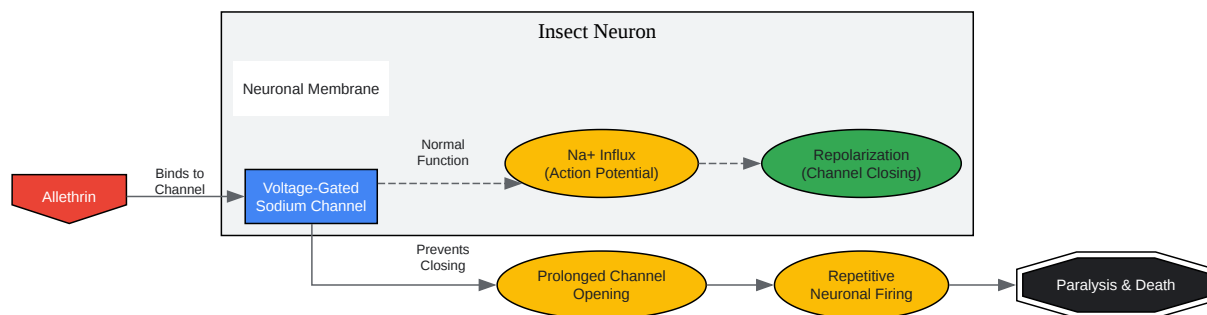 Insect Neuron
Neuronal Membrane
Normal
Function
Na+ Influx
(Action Potential)
Repolarization
(Channel Closing)
Allethrin
Binds to
Channel
Voltage-Gated
Sodium Channel
Prevents
Closing
Prolonged Channel
Opening
Repetitive
Neuronal Firing
Paralysis & Death